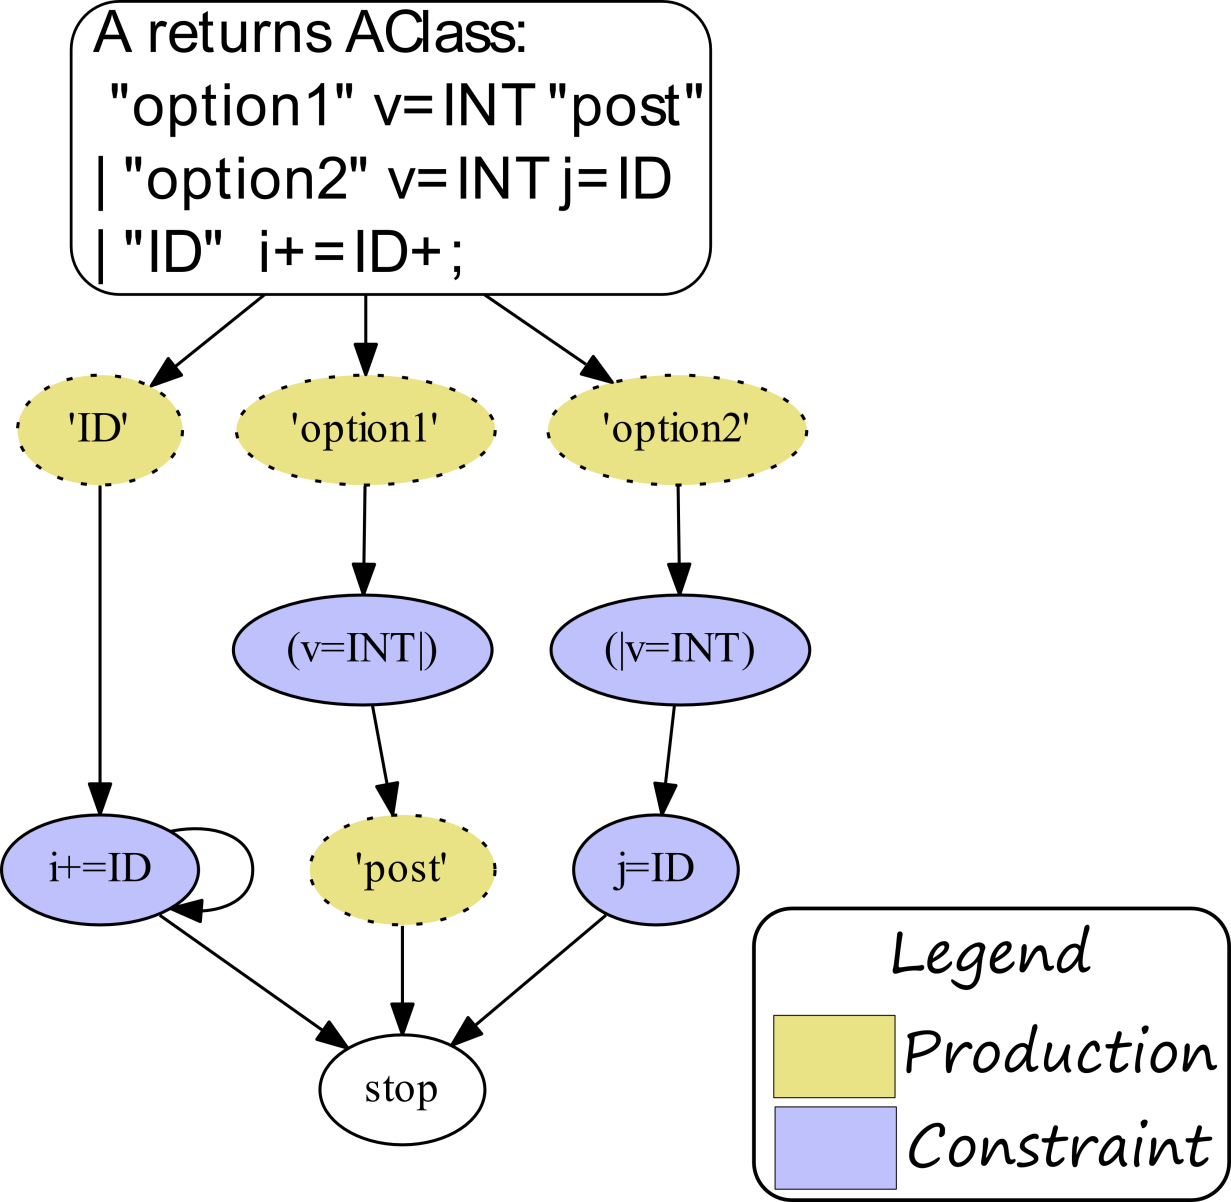 A returns AClass:
"option1" v=INT "post"
| "option2" v=INT j=ID
| "ID" i+=ID+;
'ID'
'option1'
'option2'
(v=INT|)
(|v=INT)
i+=ID
'post'
j=ID
stop
Legend
Production
Constraint